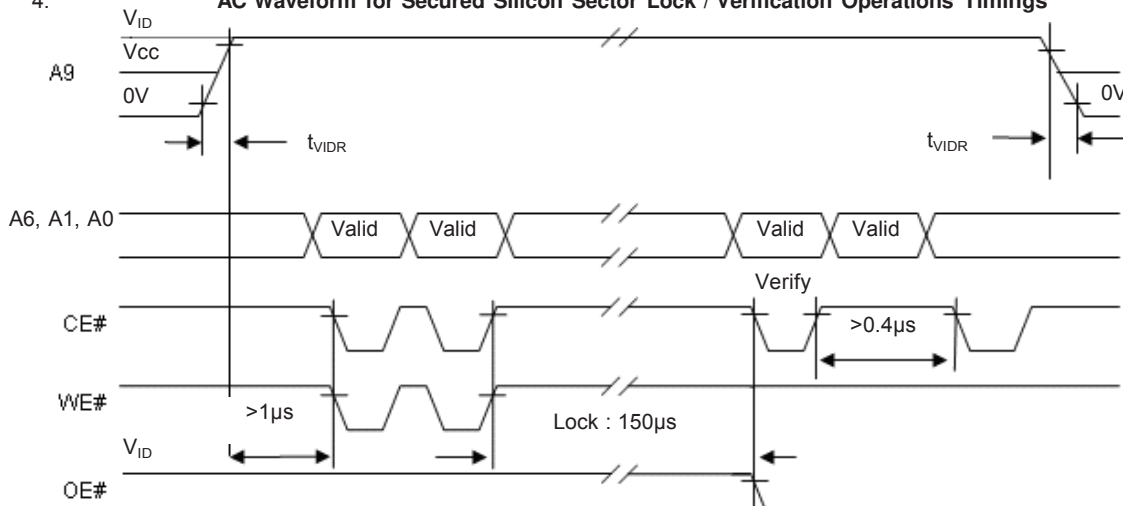 4. AC Waveform for Secured Silicon Sector Lock / Verification Operations Timings
VID
Vcc
A9
0V
0V
tVIDR
tVIDR
A6, A1, A0
Valid
Valid
Valid
Valid
Verify
CE#
>0.4µs
WE#
>1µs
Lock : 150µs
VID
OE#